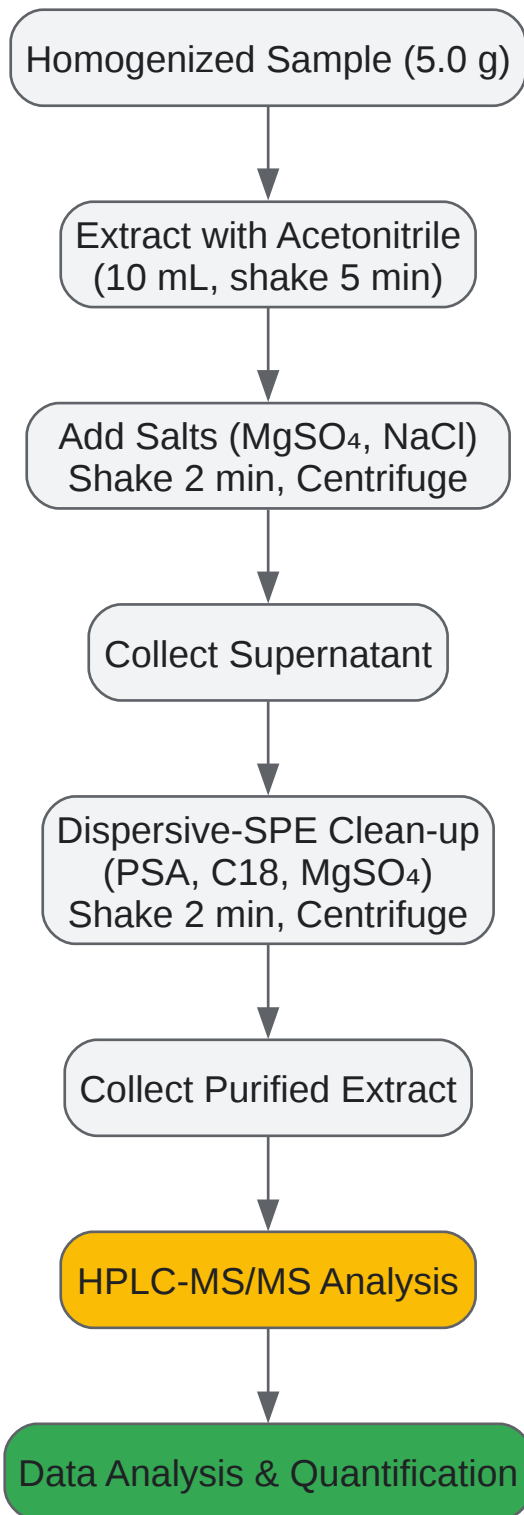 Homogenized Sample (5.0 g)
Extract with Acetonitrile
(10 mL, shake 5 min)
Add Salts (MgSO₄, NaCl)
Shake 2 min, Centrifuge
Collect Supernatant
Dispersive-SPE Clean-up
(PSA, C18, MgSO₄)
Shake 2 min, Centrifuge
Collect Purified Extract
HPLC-MS/MS Analysis
Data Analysis & Quantification